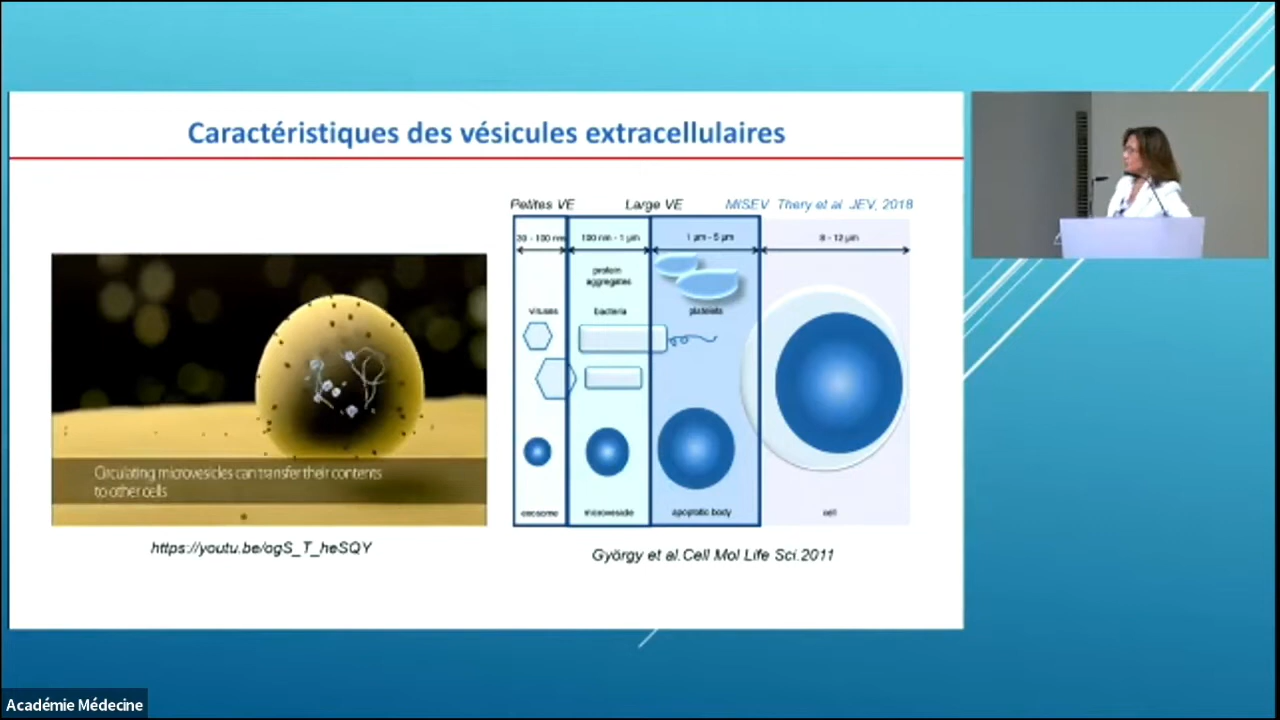 Caractéristiques des vésicules extracellulaires
Petites VE
Large VE
MISEV Thery et al JEV, 2018
100 nm - 1 µm
1 µm - 5 µm
8 - 12 µm
protein
aggregates
viruses
bacteria
platelets
Circulating microvesicles can transfer their contents
to other cells
exosome
microvesicle
apoptotic body
cell
https://youtu.be/ogS_T_heSQY
György et al.Cell Mol Life Sci.2011
Académie Médecine